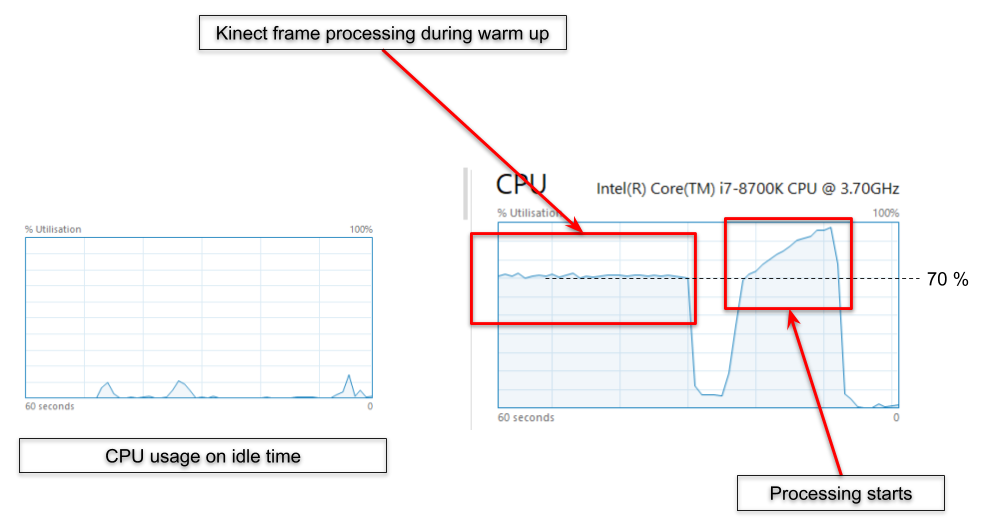 Kinect frame processing during warm up
CPU
Intel(R) Core(TM) i7-8700K CPU @ 3.70GHz
% Utilisation
100%
70 %
60 seconds
0
% Utilisation
100%
60 seconds
0
CPU usage on idle time
Processing starts